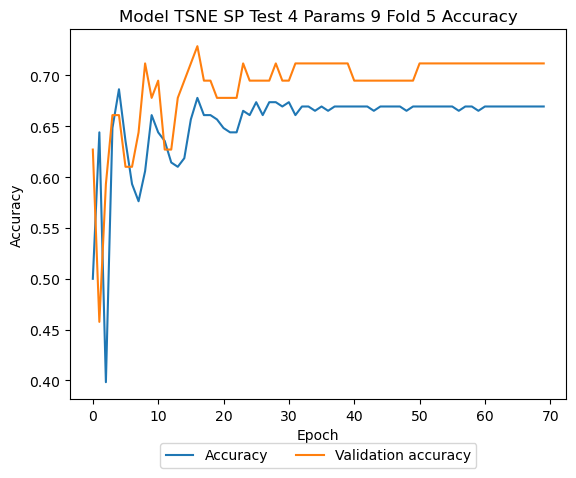 Model TSNE SP Test 4 Params 9 Fold 5 Accuracy
Accuracy
0.70
0.65
0.60
0.55
0.50
0.45
0.40
0 10 20 30 40 50 60 70
Epoch
Accuracy Validation accuracy